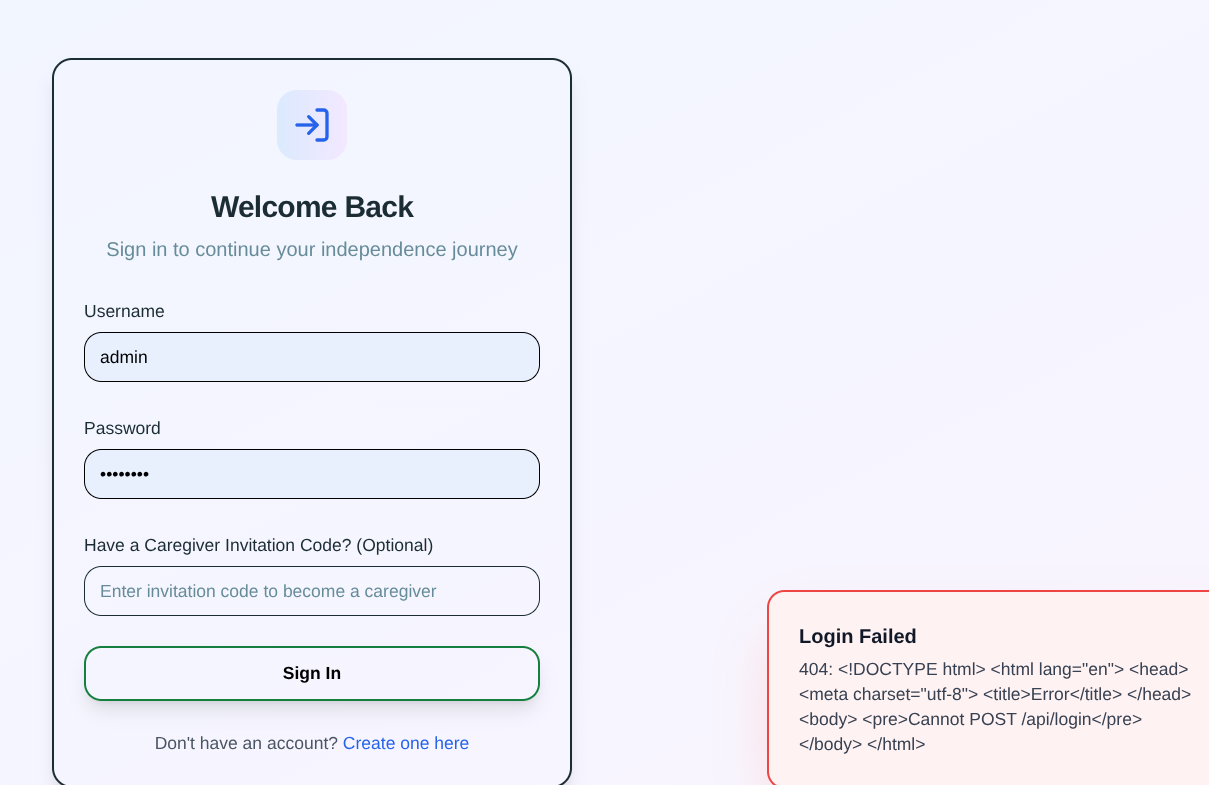 Welcome Back
Sign in to continue your independence journey
Username
admin
Password
••••••••
Have a Caregiver Invitation Code? (Optional)
Enter invitation code to become a caregiver
Sign In
Don't have an account? Create one here
Login Failed
404: <!DOCTYPE html> <html lang="en"> <head>
<meta charset="utf-8"> <title>Error</title> </head>
<body> <pre>Cannot POST /api/login</pre>
</body> </html>